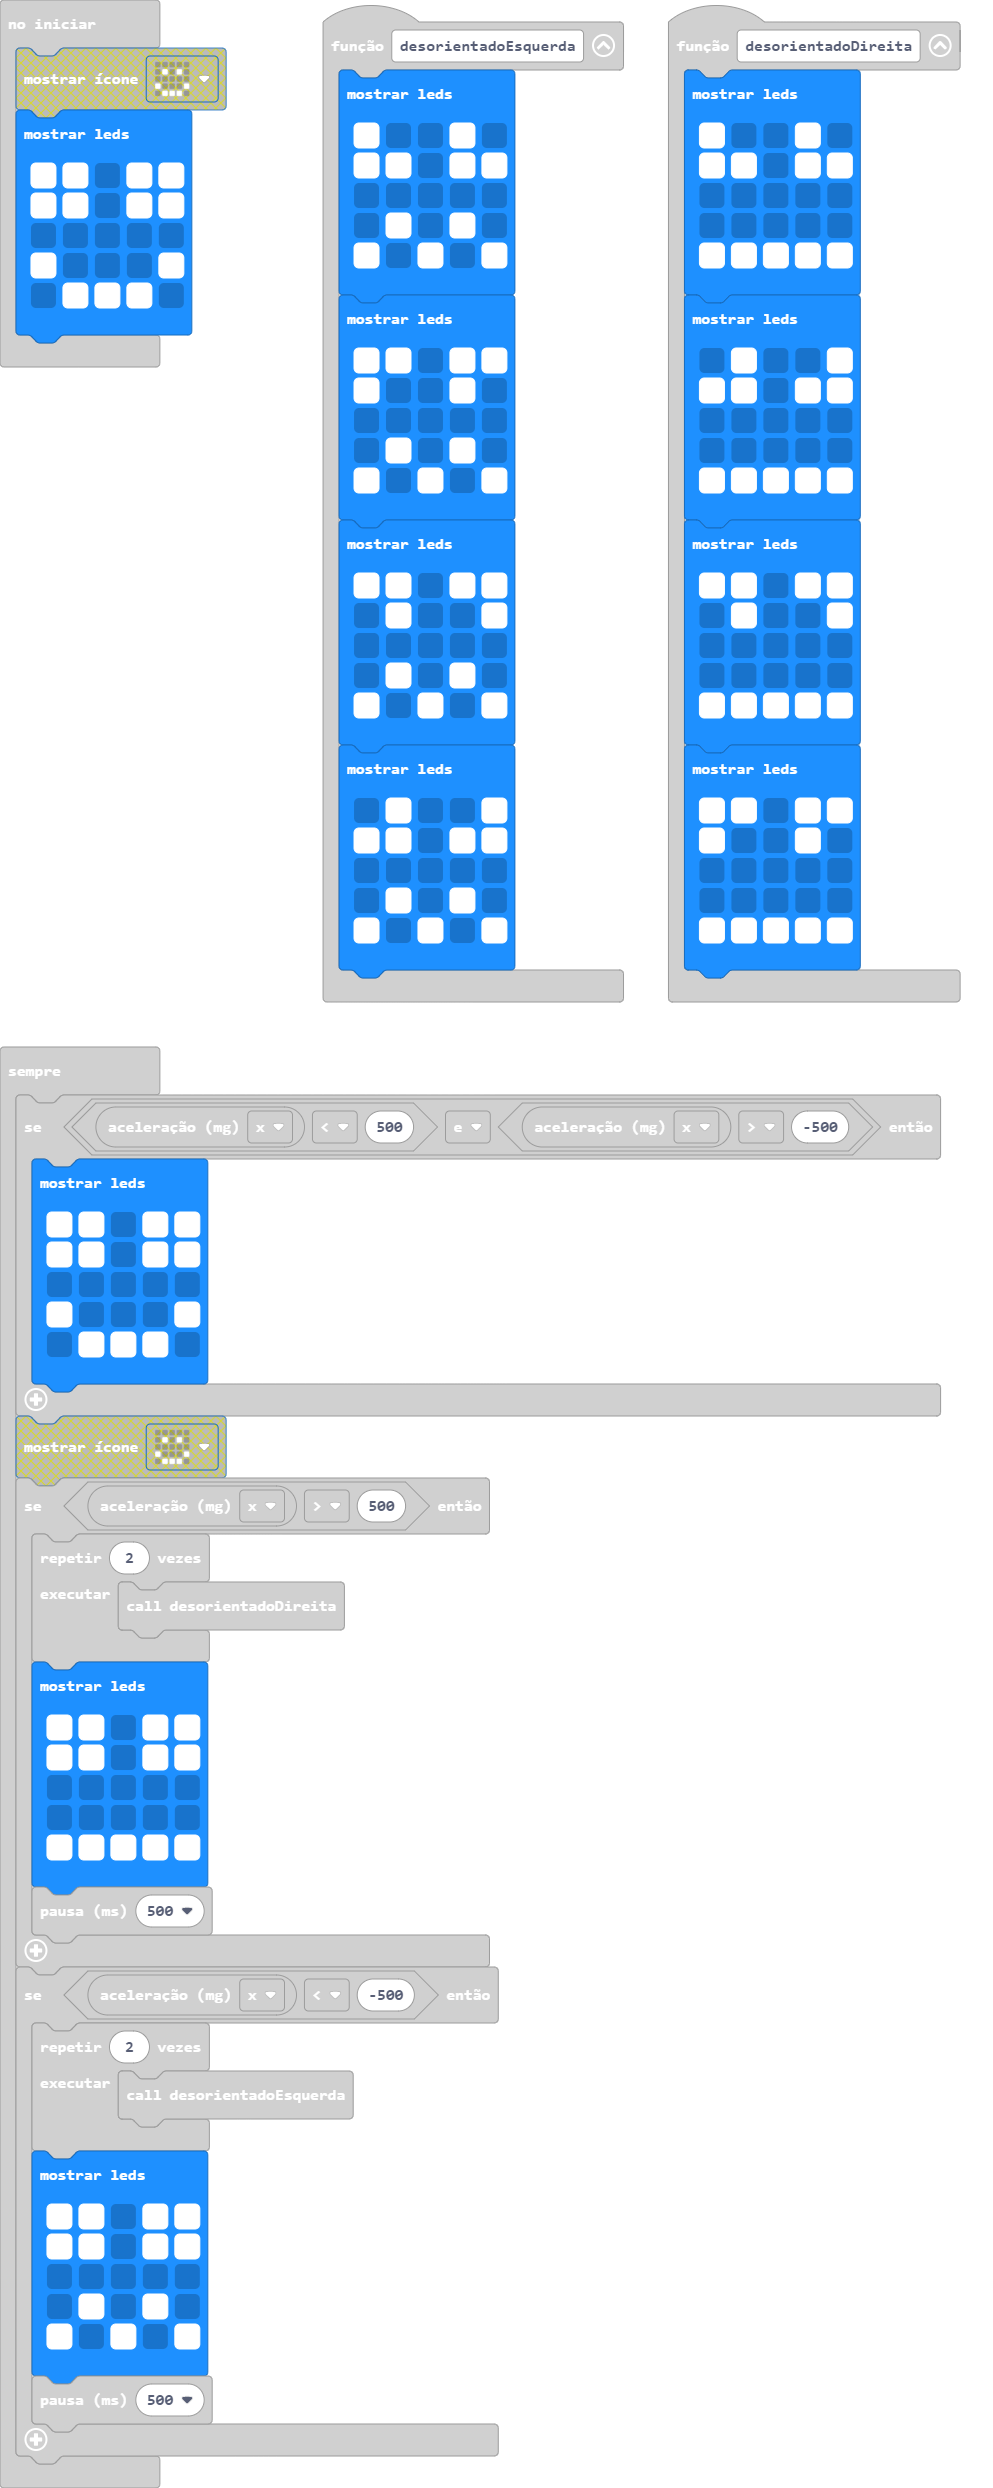 no iniciar
mostrar ícone
mostrar leds
função desorientadoEsquerda
mostrar leds
mostrar leds
mostrar leds
mostrar leds
função desorientadoDireita
mostrar leds
mostrar leds
mostrar leds
mostrar leds
sempre
se aceleração (mg) x < 500 e aceleração (mg) x > -500 então
mostrar leds
mostrar ícone
se aceleração (mg) x > 500 então
repetir 2 vezes
executar call desorientadoDireita
mostrar leds
pausa (ms) 500
se aceleração (mg) x < -500 então
repetir 2 vezes
executar call desorientadoEsquerda
mostrar leds
pausa (ms) 500